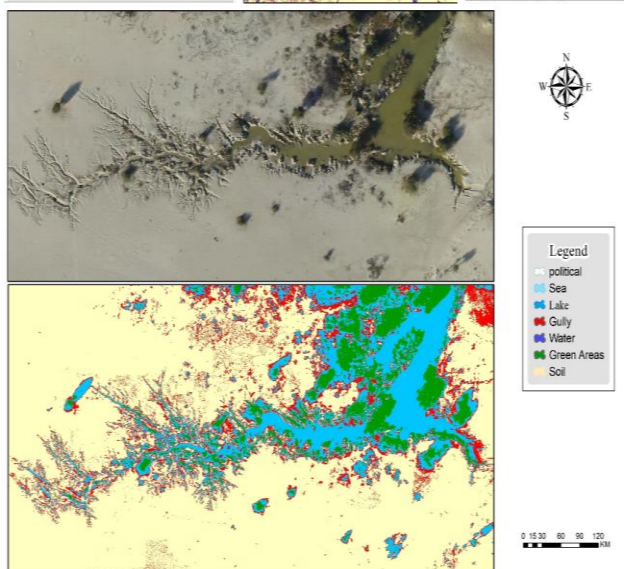 N
W E
S
Legend
political
Sea
Lake
Gully
Water
Green Areas
Soil
0 15 30 60 90 120
KM